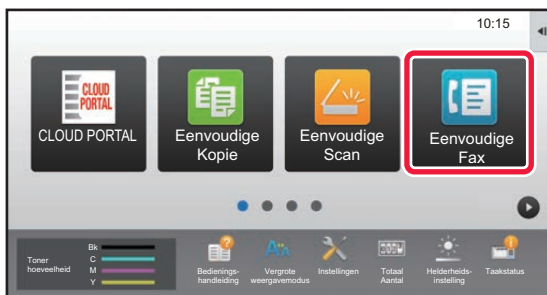 10:15
CLOUD
PORTAL
CLOUD PORTAL
Eenvoudige
Kopie
Eenvoudige
Scan
Eenvoudige
Fax
Toner
hoeveelheid
Bk
C
M
Y
Bedienings-
handleiding
Vergrote
weergavemodus
Instellingen
Totaal
Aantal
Helderheids-
instelling
Taakstatus